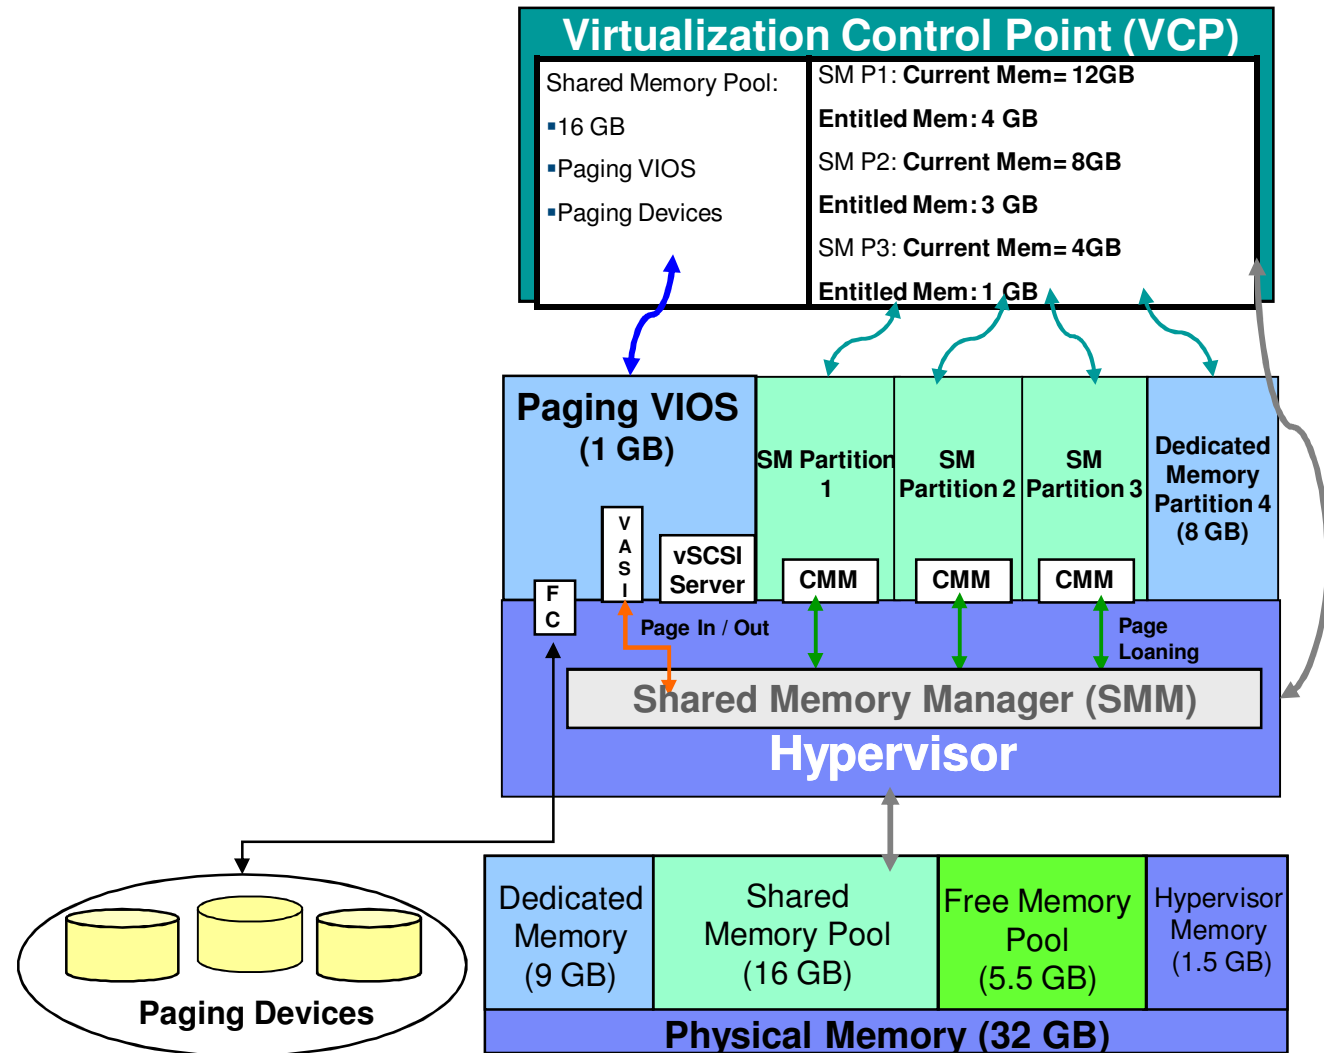 Virtualization Control Point (VCP)
Shared Memory Pool:
▪16 GB
▪Paging VIOS
▪Paging Devices
SM P1: Current Mem= 12GB
Entitled Mem: 4 GB
SM P2: Current Mem= 8GB
Entitled Mem: 3 GB
SM P3: Current Mem= 4GB
Entitled Mem: 1 GB
Paging VIOS
(1 GB)
SM Partition
1
SM
Partition 2
SM
Partition 3
Dedicated
Memory
Partition 4
(8 GB)
V
A
S
I
vSCSI
Server
F
C
CMM
CMM
CMM
Page In / Out
Page
Loaning
Shared Memory Manager (SMM)
Hypervisor
Dedicated
Memory
(9 GB)
Shared
Memory Pool
(16 GB)
Free Memory
Pool
(5.5 GB)
Hypervisor
Memory
(1.5 GB)
Paging Devices
Physical Memory (32 GB)